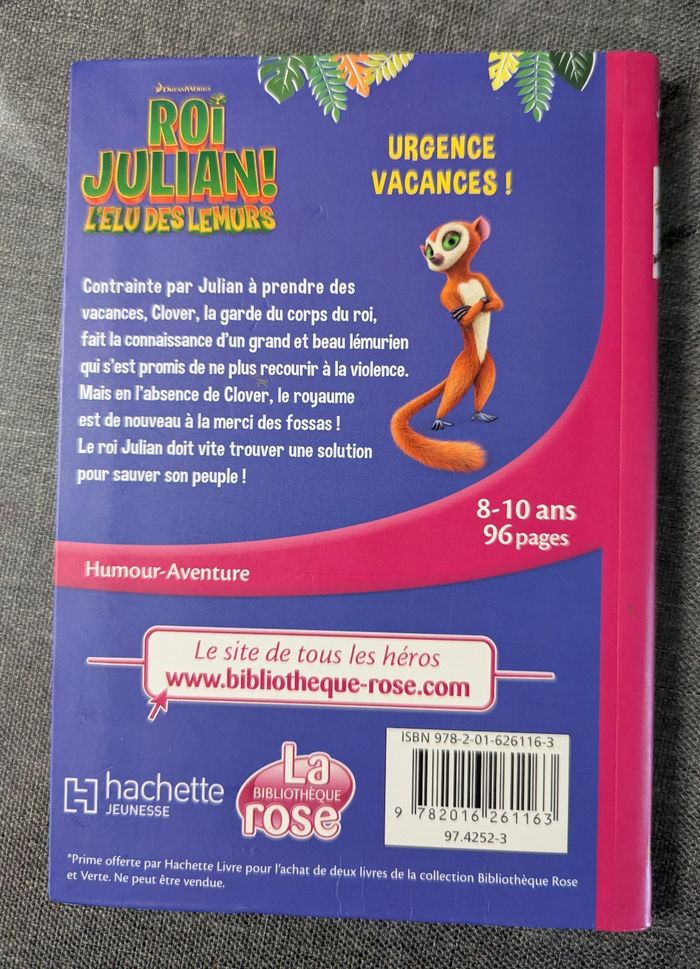 DREAMWORKS
ROI
JULIAN!
L'ELU DES LEMURS
URGENCE
VACANCES !
Contrainte par Julian à prendre des
vacances, Clover, la garde du corps du roi,
fait la connaissance d'un grand et beau lémurien
qui s'est promis de ne plus recourir à la violence.
Mais en l'absence de Clover, le royaume
est de nouveau à la merci des fossas !
Le roi Julian doit vite trouver une solution
pour sauver son peuple !
8-10 ans
96 pages
Humour-Aventure
Le site de tous les héros
www.bibliotheque-rose.com
hachette
JEUNESSE
La
BIBLIOTHÈQUE
rose
ISBN 978-2-01-626116-3
9 782016 261163
97.4252-3
*Prime offerte par Hachette Livre pour l'achat de deux livres de la collection Bibliothèque Rose
et Verte. Ne peut être vendue.